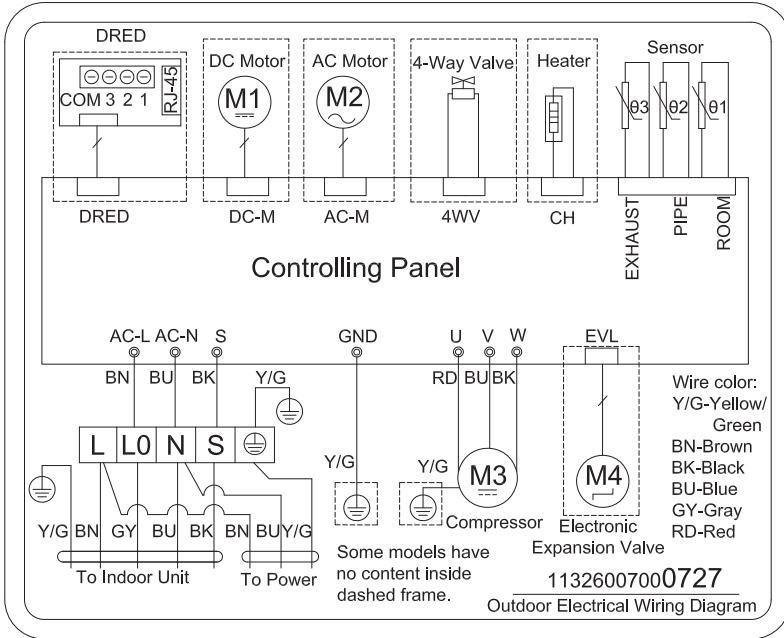 DRED
COM 3 2 1
RJ-45
DRED
DC Motor
M1
DC-M
AC Motor
M2
AC-M
4-Way Valve
4WV
Heater
CH
Sensor
θ3
θ2
θ1
EXHAUST
PIPE
ROOM
Controlling Panel
AC-L AC-N S
GND
U V W
EVL
BN BU BK Y/G
RD BU BK
L L0 N S
Y/G
Y/G
M3
Compressor
M4
Electronic
Expansion Valve
Wire color:
Y/G-Yellow/
Green
BN-Brown
BK-Black
BU-Blue
GY-Gray
RD-Red
Y/G BN GY BU BK BN BU Y/G
To Indoor Unit
To Power
Some models have
no content inside
dashed frame.
11326007000727
Outdoor Electrical Wiring Diagram